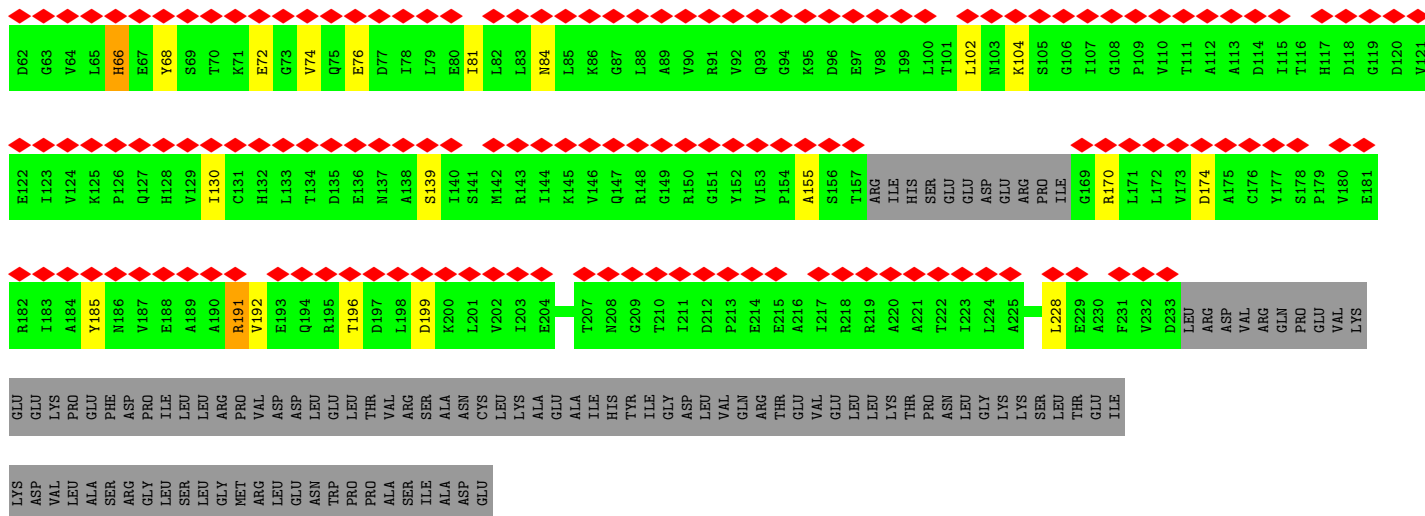 D62 G63 V64 L65 H66 E67 Y68 S69 T70 K71 E72 G73 V74 Q75 E76 D77 I78 L79 E80 I81 L82 L83 N84 L85 K86 G87 L88 A89 V90 R91 V92 Q93 G94 K95 D96 E97 V98 I99 L100 T101 L102 N103 K104 S105 G106 I107 G108 P109 V110 T111 A112 A113 D114 I115 T116 H117 D118 G119 D120 V121
E122 I123 V124 K125 P126 Q127 H128 V129 I130 C131 H132 L133 T134 D135 E136 N137 A138 S139 I140 S141 M142 R143 I144 K145 V146 Q147 R148 G149 R150 G151 Y152 V153 P154 A155 S156 T157 ARG ILE HIS SER GLU GLU ASP GLU ARG PRO ILE G169 R170 L171 L172 V173 D174 A175 C176 Y177 S178 P179 V180 E181
R182 I183 A184 Y185 N186 V187 E188 A189 A190 R191 V192 E193 Q194 R195 T196 D197 L198 D199 K200 L201 V202 I203 E204 T207 N208 G209 T210 I211 D212 P213 E214 E215 A216 I217 R218 R219 A220 A221 T222 I223 L224 A225 L228 E229 A230 F231 V232 D233 LEU ARG ASP VAL ARG GLN PRO GLU VAL LYS
GLU GLU LYS PRO GLU PHE ASP PRO ILE LEU LEU ARG PRO VAL ASP ASP LEU GLU LEU THR VAL ARG SER ALA ASN CYS LEU LYS ALA GLU ALA ILE HIS TYR ILE GLY ASP LEU VAL GLN ARG THR GLU VAL GLU LEU LEU LYS THR PRO ASN LEU GLY LYS LYS SER LEU THR GLU ILE
LYS ASP VAL LEU ALA SER ARG GLY LEU SER LEU GLY MET ARG LEU GLU ASN TRP PRO PRO ALA SER ILE ALA ASP GLU